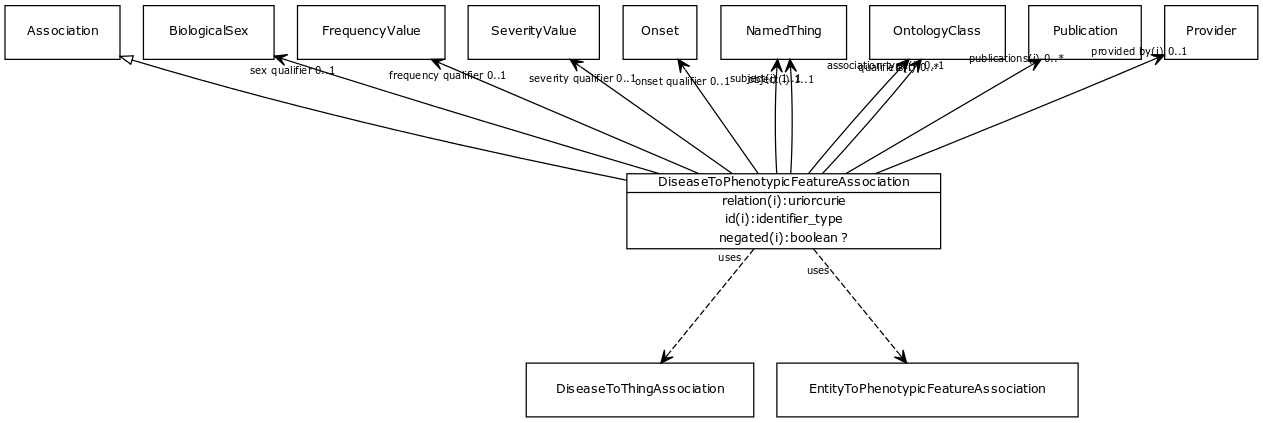 Association
BiologicalSex
FrequencyValue
SeverityValue
Onset
NamedThing
OntologyClass
Publication
Provider
sex qualifier 0..1
frequency qualifier 0..1
severity qualifier 0..1
onset qualifier 0..1
subject(i) 1..1
object(i) 1..1
association type(i) 0..1
qualifiers(i) 0..*
publications(i) 0..*
provided by(i) 0..1
DiseaseToPhenotypicFeatureAssociation
relation(i):uriorcurie
id(i):identifier_type
negated(i):boolean ?
uses
uses
DiseaseToThingAssociation
EntityToPhenotypicFeatureAssociation